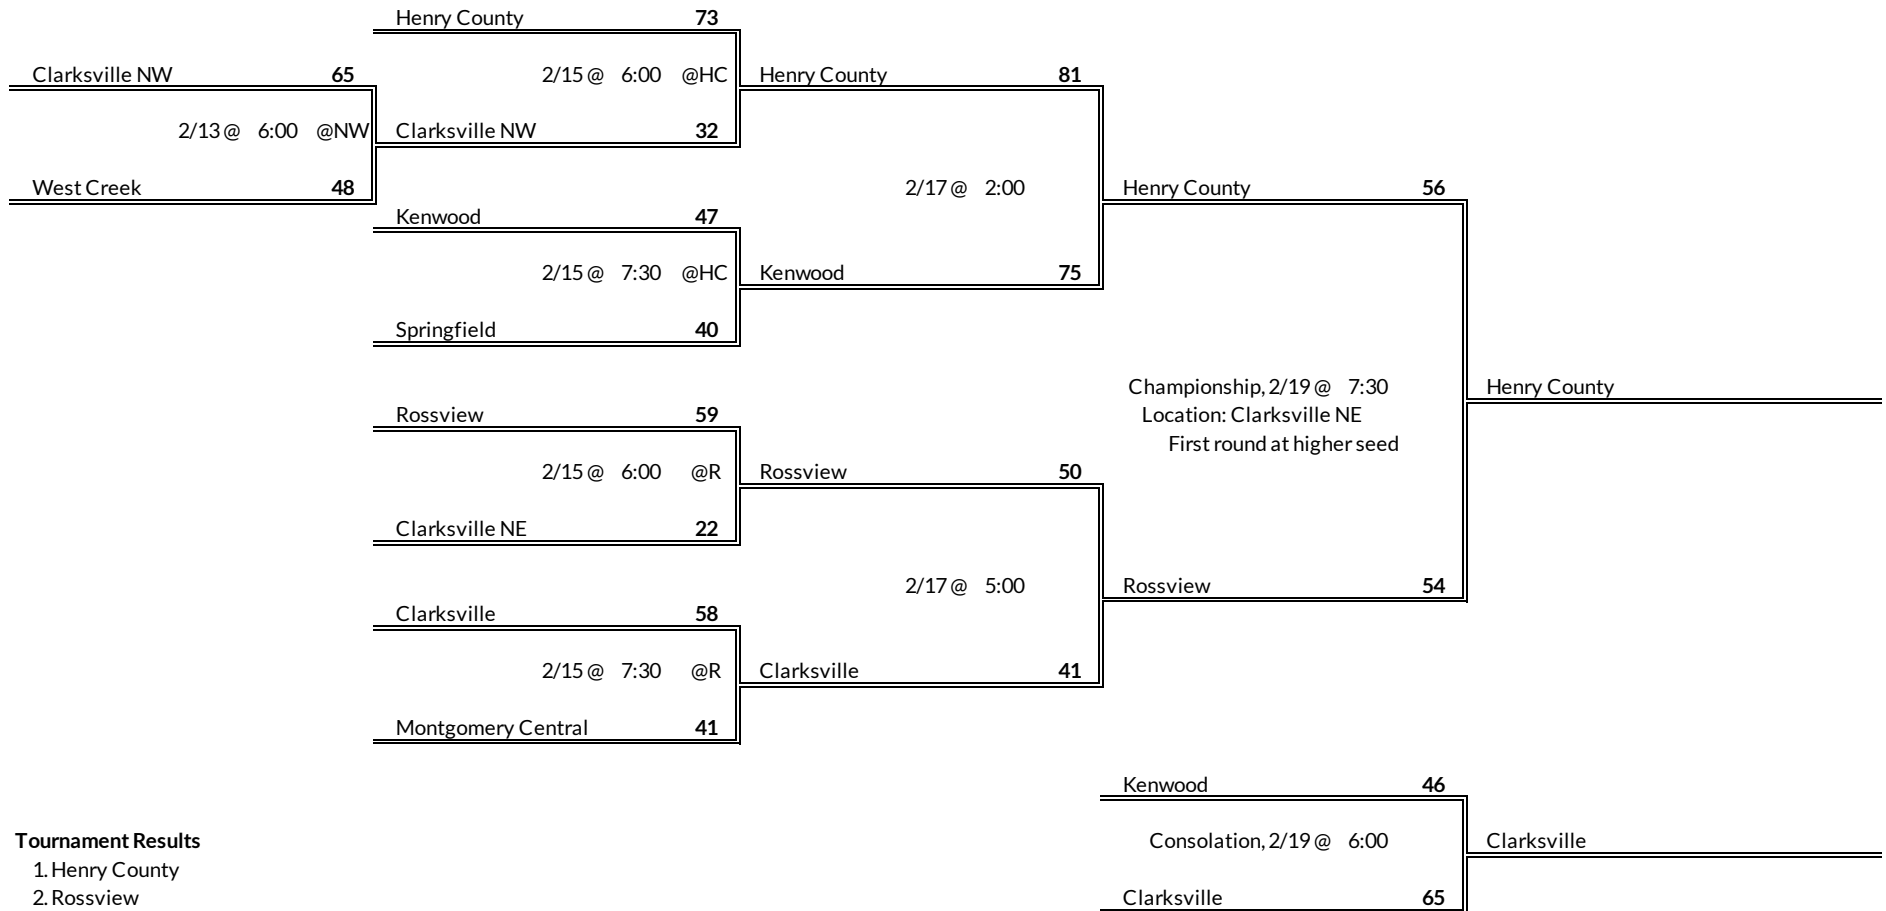 Henry County 73
Clarksville NW 65 2/15 @ 6:00 @HC Henry County 81
2/13 @ 6:00 @NW Clarksville NW 32
West Creek 48 2/17 @ 2:00 Henry County 56
Kenwood 47
2/15 @ 7:30 @HC Kenwood 75
Springfield 40
Championship, 2/19 @ 7:30 Henry County
Rossview 59 Location: Clarksville NE
First round at higher seed
2/15 @ 6:00 @R Rossview 50
Clarksville NE 22
2/17 @ 5:00 Rossview 54
Clarksville 58
2/15 @ 7:30 @R Clarksville 41
Montgomery Central 41
Kenwood 46
Tournament Results Consolation, 2/19 @ 6:00 Clarksville
1. Henry County
2. Rossview Clarksville 65